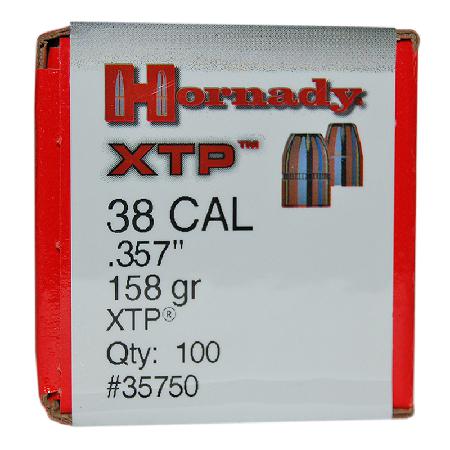 Hornady
XTP™
38 CAL
.357"
158 gr
XTP®
Qty: 100
#35750